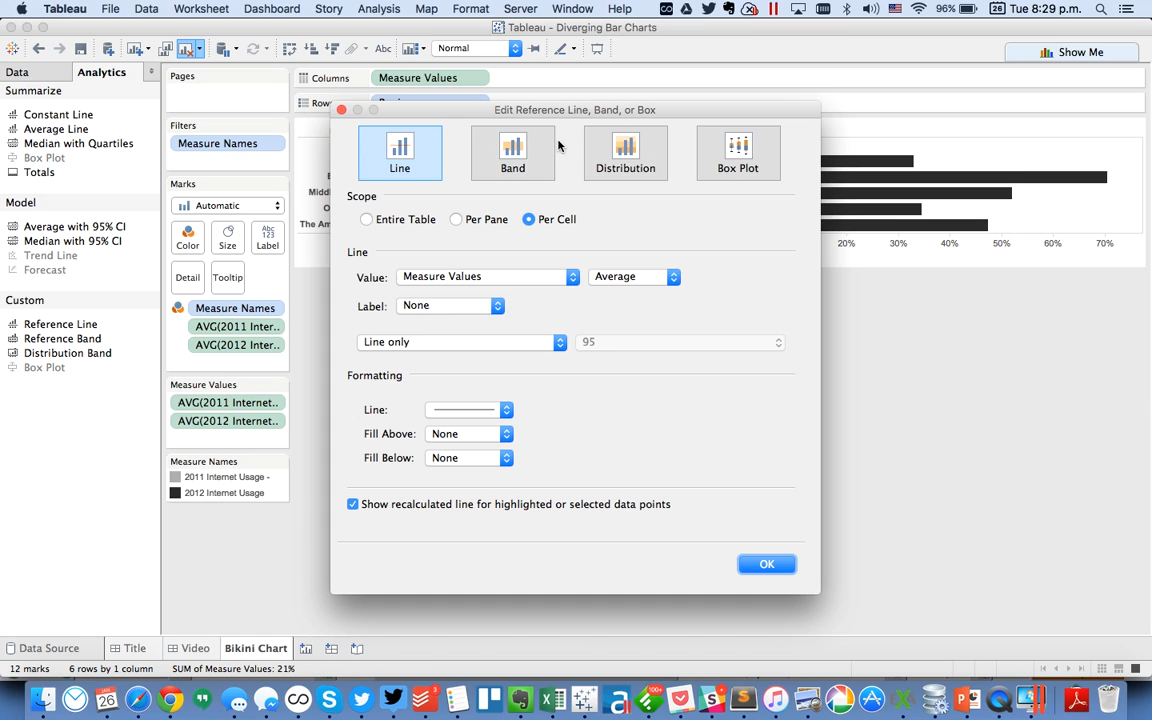 Tableau File Data Worksheet Dashboard Story Analysis Map Format Server Window Help 96% 26 Tue 8:29 p.m.
Tableau - Diverging Bar Charts
Abc Normal Show Me
Data Analytics
Summarize
Constant Line
Average Line
Median with Quartiles
Box Plot
Totals
Model
Average with 95% CI
Median with 95% CI
Trend Line
Forecast
Custom
Reference Line
Reference Band
Distribution Band
Box Plot
Pages
Filters
Measure Names
Marks
Automatic
Color Size Abc 123 Label
Detail Tooltip
Measure Names
AVG(2011 Inter..
AVG(2012 Inter..
Measure Values
AVG(2011 Internet..
AVG(2012 Internet..
Measure Names
2011 Internet Usage -
2012 Internet Usage
Columns Measure Values
Rows
Middl
The Am
20% 30% 40% 50% 60% 70%
Edit Reference Line, Band, or Box
Line Band Distribution Box Plot
Scope
Entire Table Per Pane Per Cell
Line
Value: Measure Values Average
Label: None
Line only 95
Formatting
Line:
Fill Above: None
Fill Below: None
Show recalculated line for highlighted or selected data points
OK
Data Source Title Video Bikini Chart
12 marks 6 rows by 1 column SUM of Measure Values: 21%